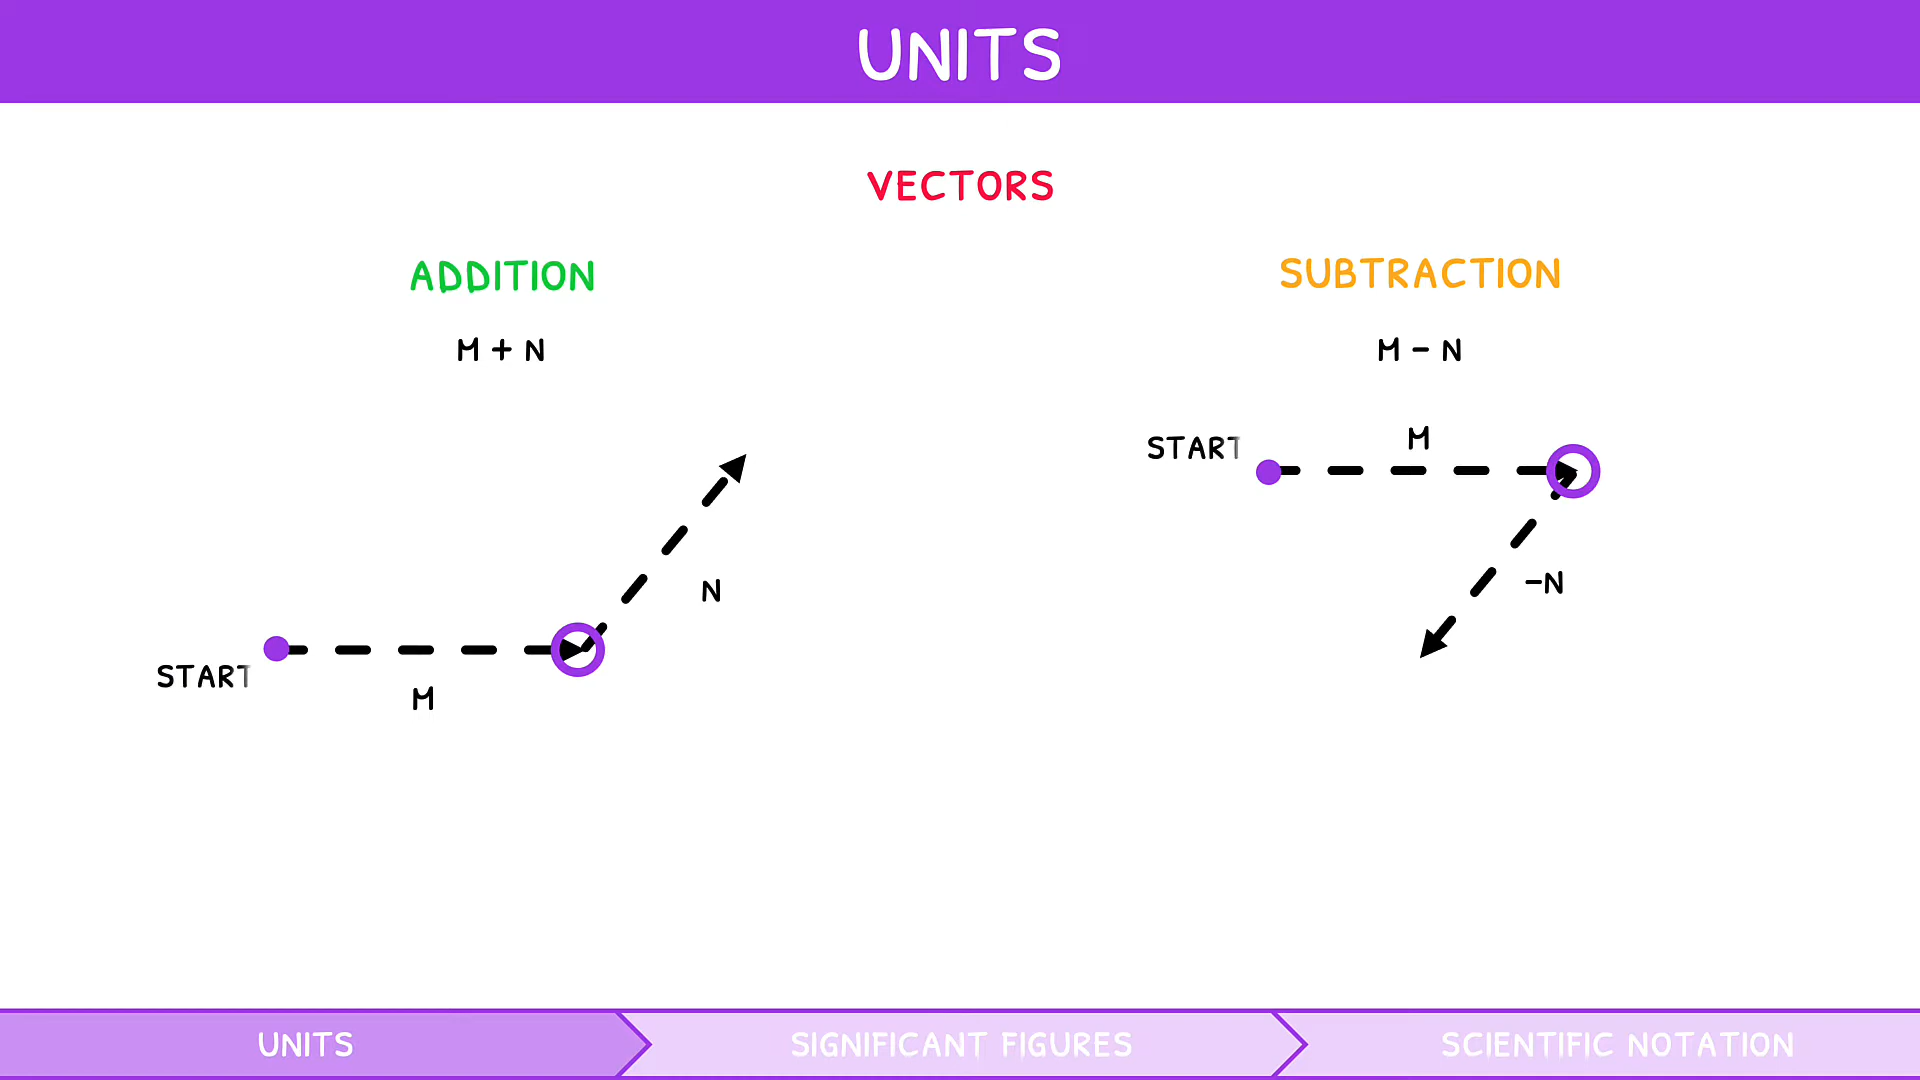 UNITS
VECTORS
ADDITION
SUBTRACTION
M + N
M - N
START
M
N
START
M
-N
UNITS
SIGNIFICANT FIGURES
SCIENTIFIC NOTATION